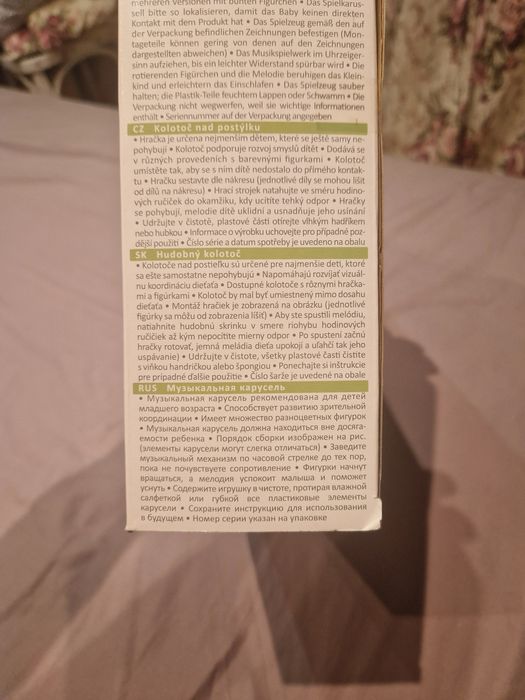 mehreren Versionen mit bunten Figürchen • Das Spielkarus-
sell bitte so lokalisieren, damit das Baby keinen direkten
Kontakt mit dem Produkt hat • Das Spielzeug gemäß den auf
der Verpackung befindlichen Zeichnungen befestigen (Mon-
tageteile können gering von denen auf den Zeichnungen
dargestellten abweichen) • Das Musikspielwerk im Uhrzeiger-
sinn aufziehen, bis ein leichter Widerstand spürbar wird • Die
rotierenden Figürchen und die Melodie beruhigen das Klein-
kind und erleichtern das Einschlafen • Das Spielzeug sauber
halten; die Plastik-Teile feuchtem Lappen oder Schwamm • Die
Verpackung nicht wegwerfen, weil sie wichtige Informationen
enthält • Seriennummer auf der Verpackung angegeben
CZ Kolotoč nad postýlku
• Hračka je určena nejmenším dětem, které se ještě samy ne-
pohybují • Kolotoč podporuje rozvoj smyslů dítět • Dodává se
v různých provedeních s barevnými figurkami • Kolotoč
umístěte tak, aby se s ním dítě nedostalo do přímého kontak-
tu • Hračku sestavte dle nákresu (jednotlivé díly se mohou lišit
od dílů na nákresu) • Hrací strojek natahujte ve směru hodino-
vých ručiček do okamžiku, kdy ucítíte tehký odpor • Hračky
se pohybují, melodie dítě uklidní a usnadňuje jeho usínání
• Udržujte v čistotě, plastové části otírejte vlhkým hadříkem
nebo hubkou • Informace o výrobku uchovejte pro případné poz-
dější použití • Číslo série a datum spotřeby je uvedeno na obalu
SK Hudobný kolotoč
• Kolotoče nad postieľku sú určené pre najmenšie deti, ktoré
sa ešte samostatne nepohybujú • Napomáhajú rozvíjať vizuál-
nu koordináciu dieťaťa • Dostupné kolotoče s rôznymi hračka-
mi a figúrkami • Kolotoč by mal byť umiestnený mimo dosahu
dieťaťa • Montáž hračiek je zobrazená na obrázku (jednotlivé
figúrky sa môžu od zobrazenia líšiť) • Aby ste spustili melódiu,
natiahnite hudobnú skrinku v smere riohybu hodinových
ručičiek až kým nepocítite mierny odpor • Po spustení začnú
hračky rotovať, jemná meládia dieťa upokojí a uľahčí tak jeho
uspávanie) • Udržujte v čistote, všetky plastové časti čistite
s viňkou handričkou alebo špongiou • Ponechajte si inštrukcie
pre prípadné ďalšie použitie • Číslo šarže je uvedené na obale
RUS Музыкальная карусель
• Музыкальная карусель рекомендована для детей
младшего возраста • Способствует развитию зрительной
координации • Имеет множество разноцветных фигурок
• Музыкальная карусель должна находиться вне досяга-
емости ребенка • Порядок сборки изображен на рис.
(элементы карусели могут слегка отличаться) • Заведите
музыкальный механизм по часовой стрелке до тех пор,
пока не почувствуете сопротивление • Фигурки начнут
вращаться, а мелодия успокоит малыша и поможет
уснуть • Содержите игрушку в чистоте, протирая влажной
салфеткой или губкой все пластиковые элементы
карусели • Сохраните инструкцию для использования
в будущем • Номер серии указан на упаковке